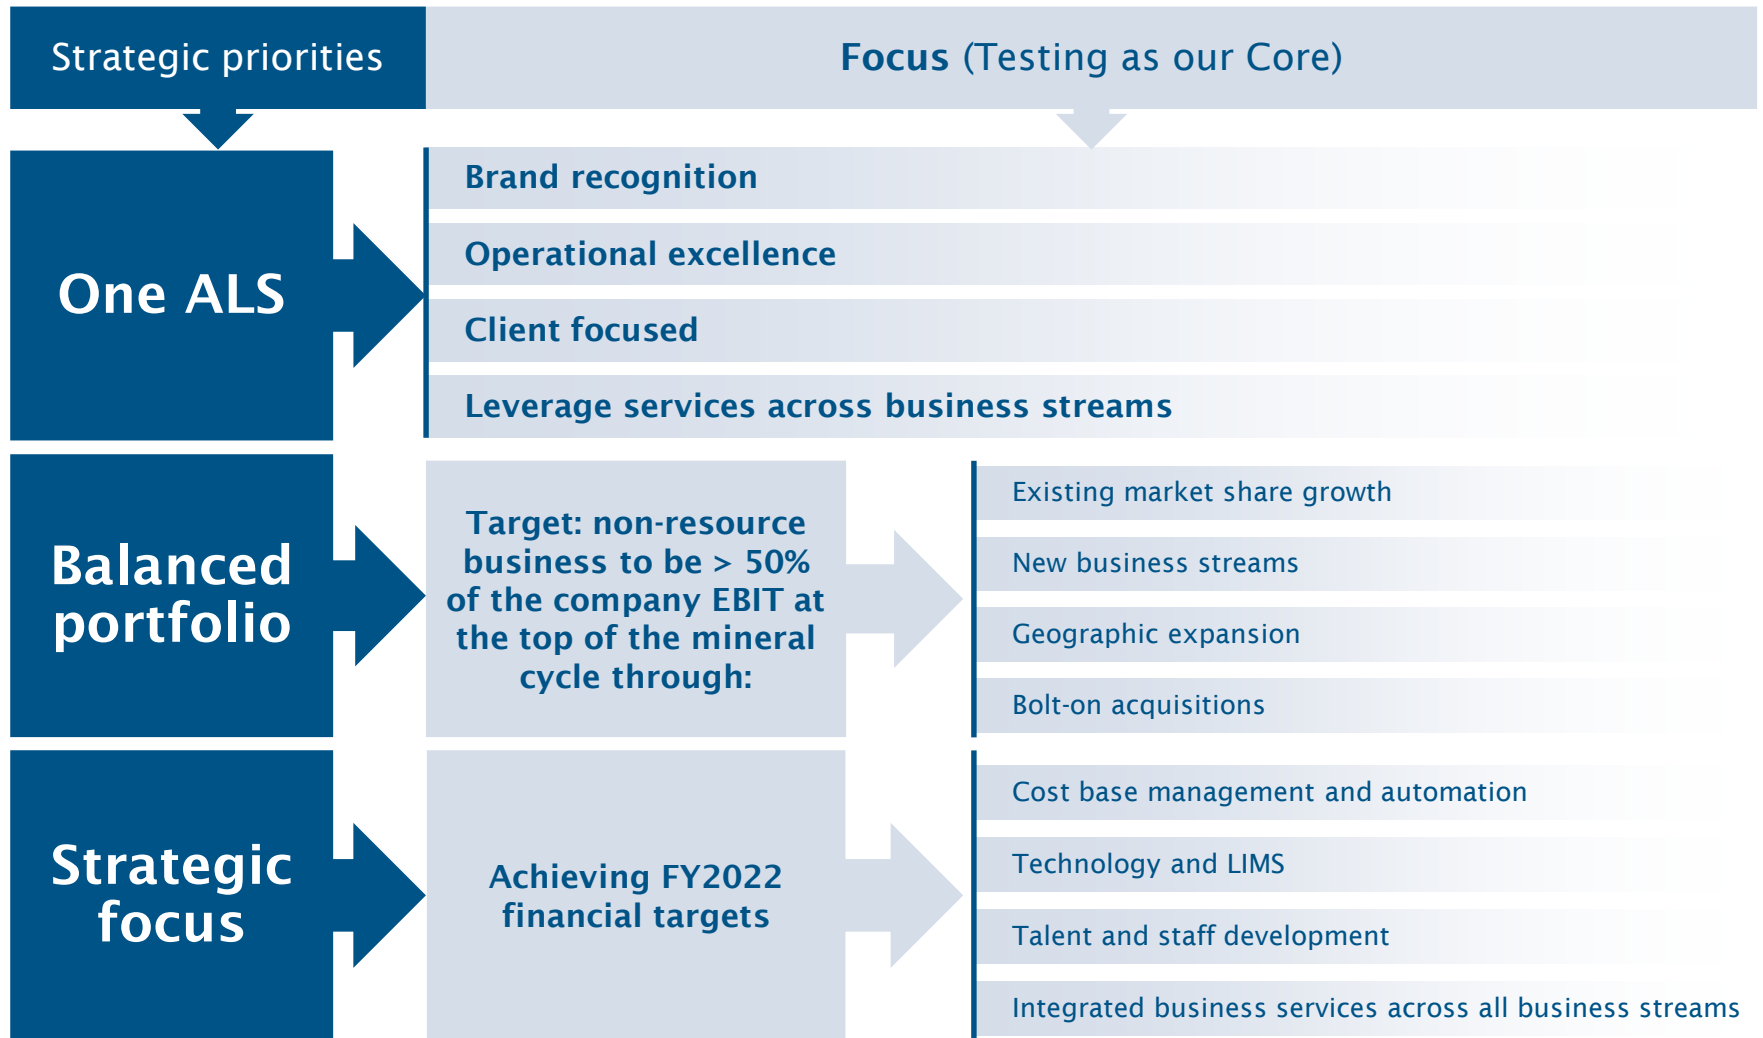 Strategic priorities
Focus (Testing as our Core)
One ALS
Brand recognition
Operational excellence
Client focused
Leverage services across business streams
Balanced
portfolio
Target: non-resource
business to be > 50%
of the company EBIT at
the top of the mineral
cycle through:
Existing market share growth
New business streams
Geographic expansion
Bolt-on acquisitions
Strategic
focus
Achieving FY2022
financial targets
Cost base management and automation
Technology and LIMS
Talent and staff development
Integrated business services across all business streams